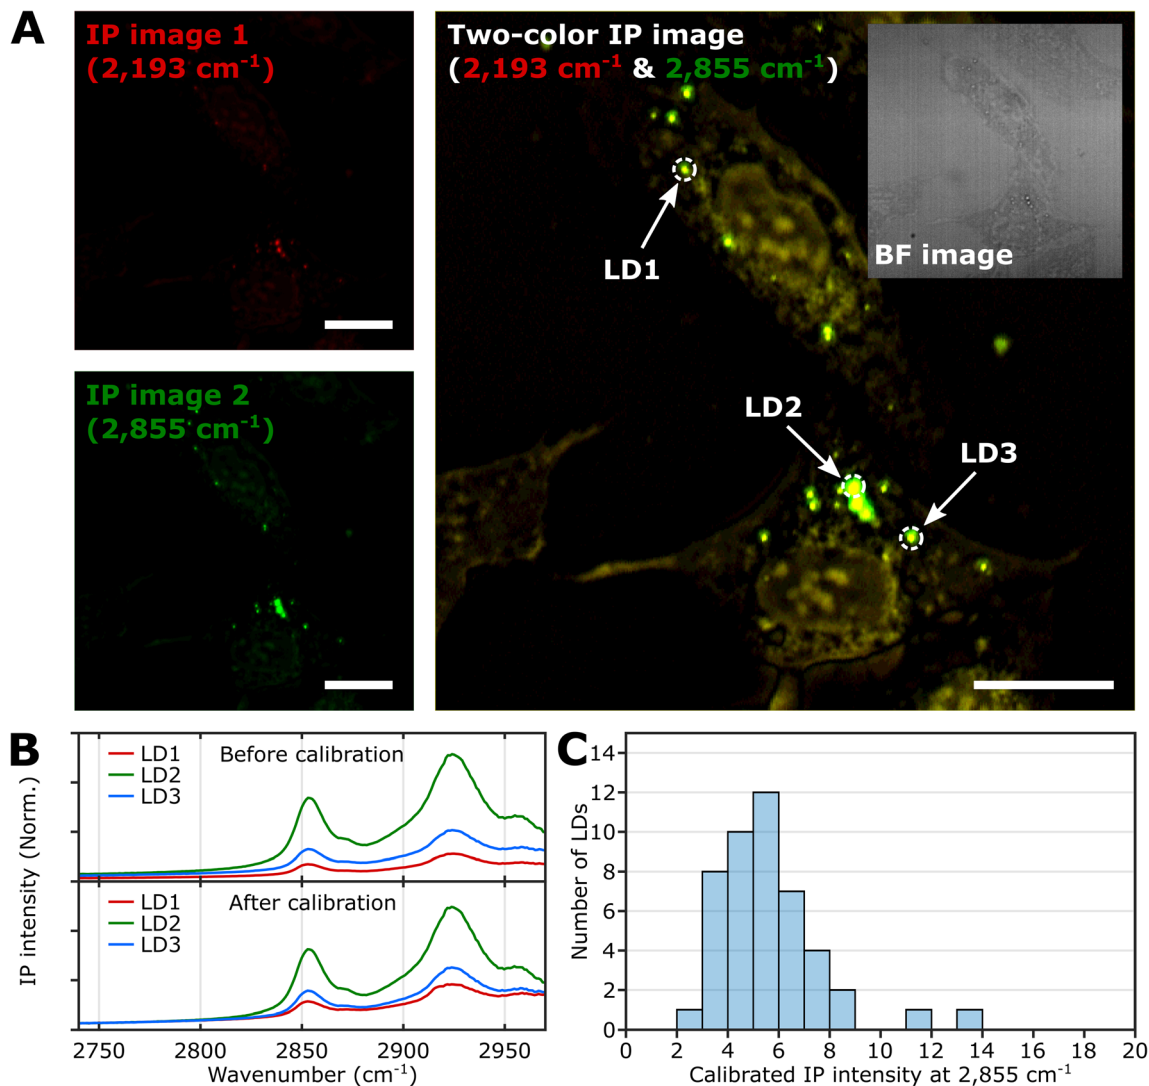 A
IP image 1
(2,193 cm⁻¹)
IP image 2
(2,855 cm⁻¹)
Two-color IP image
(2,193 cm⁻¹ & 2,855 cm⁻¹)
BF image
LD1
LD2
LD3
B
IP intensity (Norm.)
LD1
LD2
LD3
Before calibration
LD1
LD2
LD3
After calibration
2750 2800 2850 2900 2950
Wavenumber (cm⁻¹)
C
Number of LDs
14
12
10
8
6
4
2
0
0 2 4 6 8 10 12 14 16 18 20
Calibrated IP intensity at 2,855 cm⁻¹